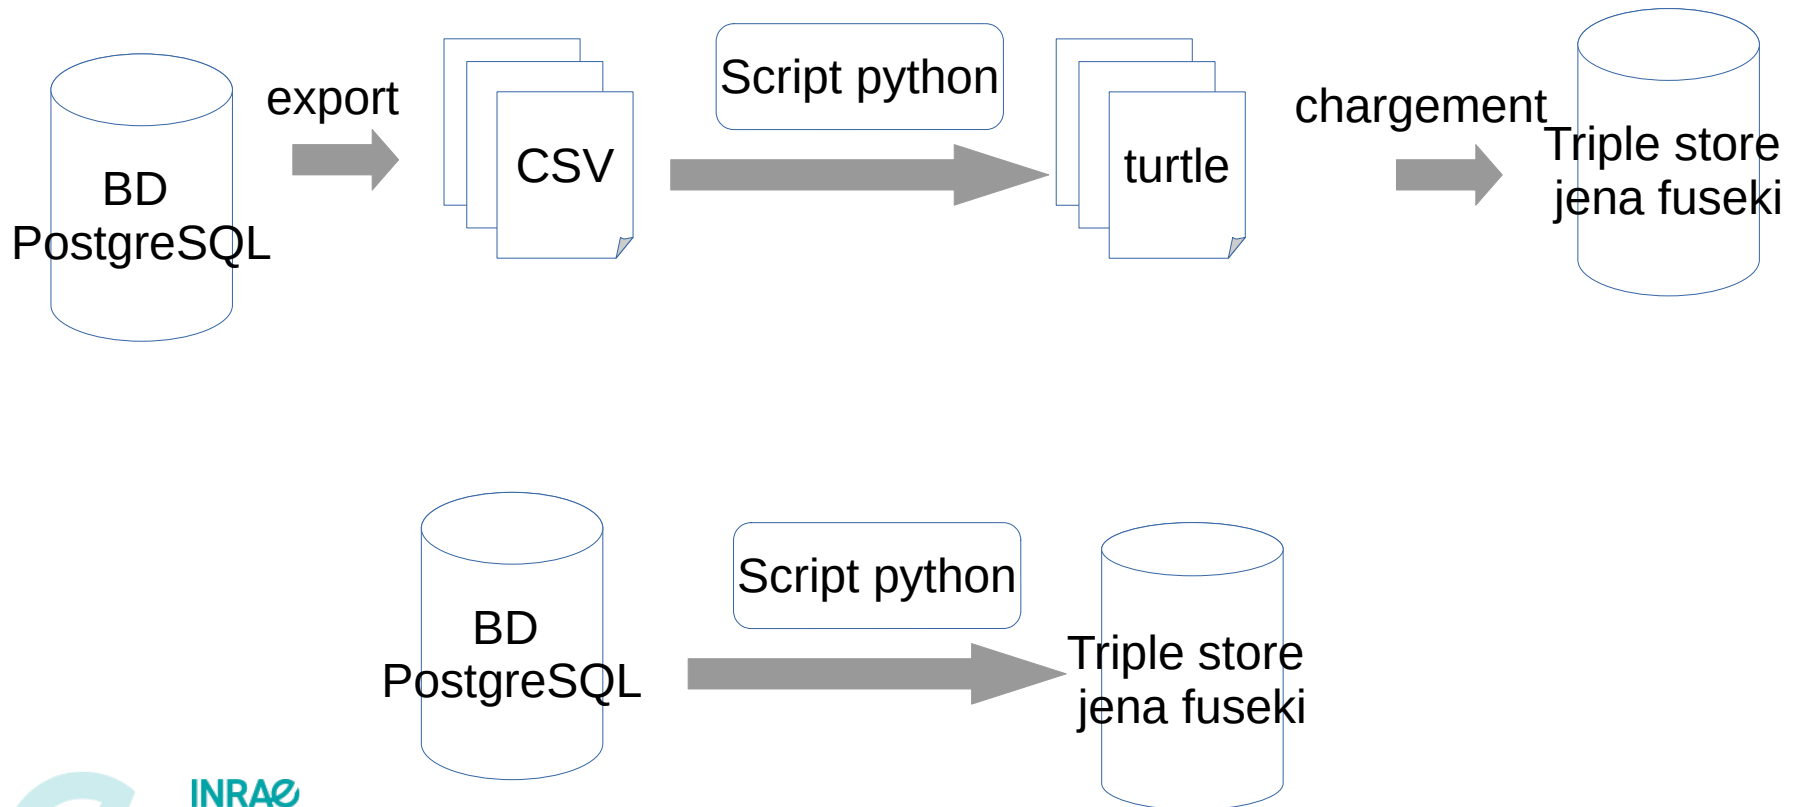 export
BD
PostgreSQL
CSV
Script python
turtle
chargement
Triple store
jena fuseki
BD
PostgreSQL
Script python
Triple store
jena fuseki
INRAE